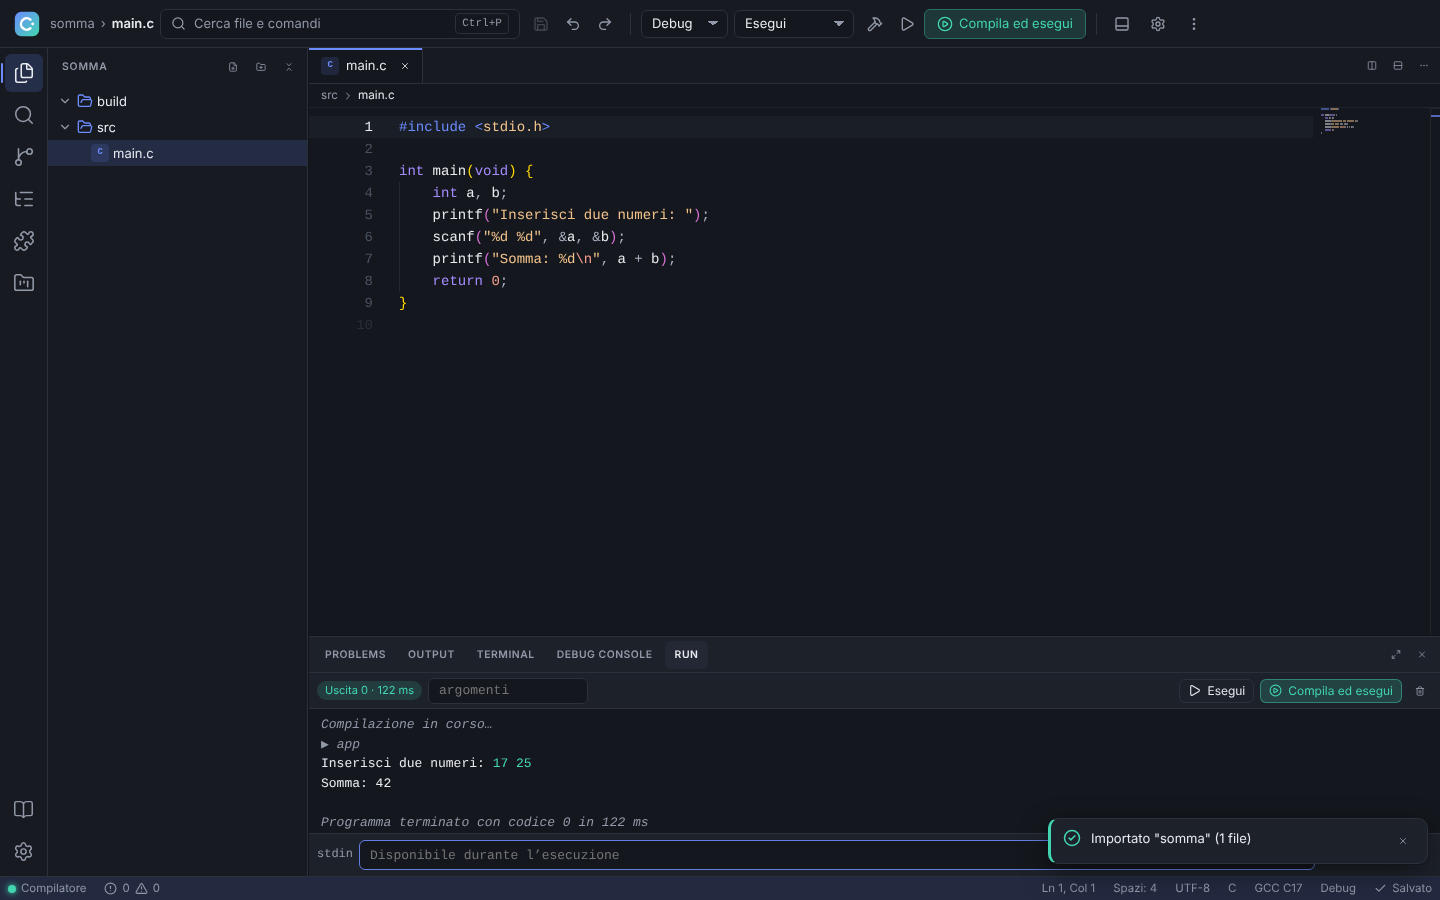 somma › main.c
Cerca file e comandi
Ctrl+P
Debug
Esegui
Compila ed esegui
SOMMA
build
src
C main.c
C main.c ×
src › main.c
1 #include <stdio.h>
2
3 int main(void) {
4 int a, b;
5 printf("Inserisci due numeri: ");
6 scanf("%d %d", &a, &b);
7 printf("Somma: %d\n", a + b);
8 return 0;
9 }
10
PROBLEMS OUTPUT TERMINAL DEBUG CONSOLE RUN
Uscita 0 · 122 ms
argomenti
Esegui
Compila ed esegui
Compilazione in corso…
▶ app
Inserisci due numeri: 17 25
Somma: 42
Programma terminato con codice 0 in 122 ms
stdin Disponibile durante l’esecuzione
Importato "somma" (1 file)
Compilatore 0 0
Ln 1, Col 1 Spazi: 4 UTF-8 C GCC C17 Debug Salvato